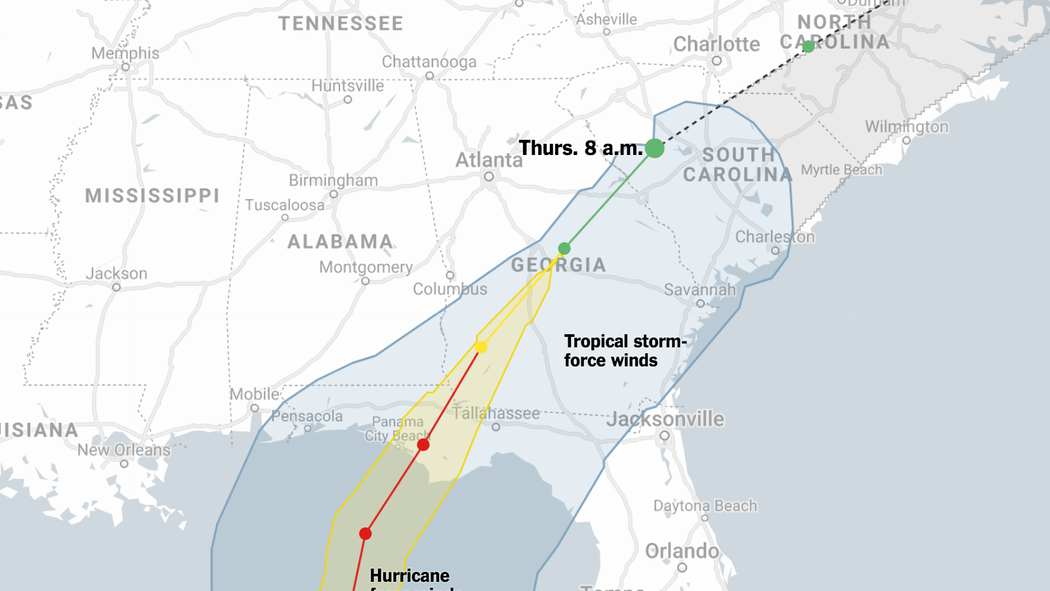 Durham
NORTH
CAROLINA
TENNESSEE
Asheville
Charlotte
Memphis
Chattanooga
Huntsville
SAS
Wilmington
Thurs. 8 a.m.
Atlanta
SOUTH
CAROLINA
Myrtle Beach
Birmingham
MISSISSIPPI
Tuscaloosa
ALABAMA
Charleston
Montgomery
GEORGIA
Jackson
Columbus
Savannah
Tropical storm-
force winds
Mobile
Pensacola
Panama
City Beach
Tallahassee
Jacksonville
UISIANA
New Orleans
Daytona Beach
Orlando
Hurricane